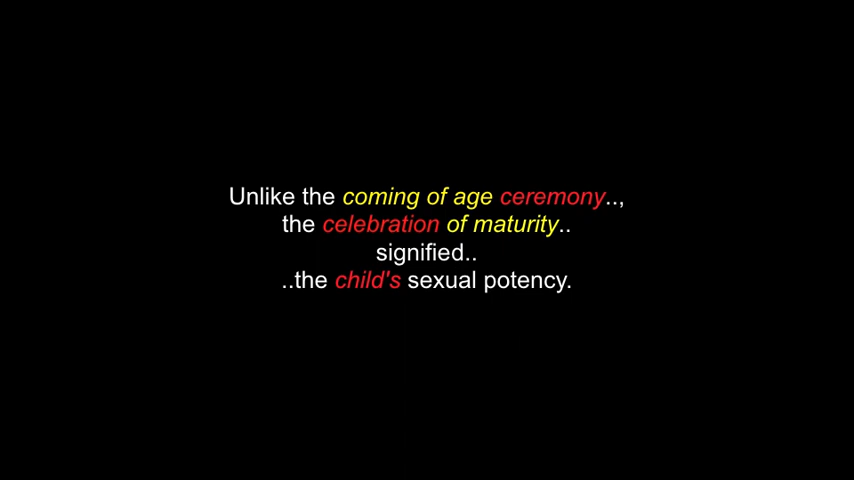 Unlike the coming of age ceremony..,
the celebration of maturity..
signified..
..the child's sexual potency.